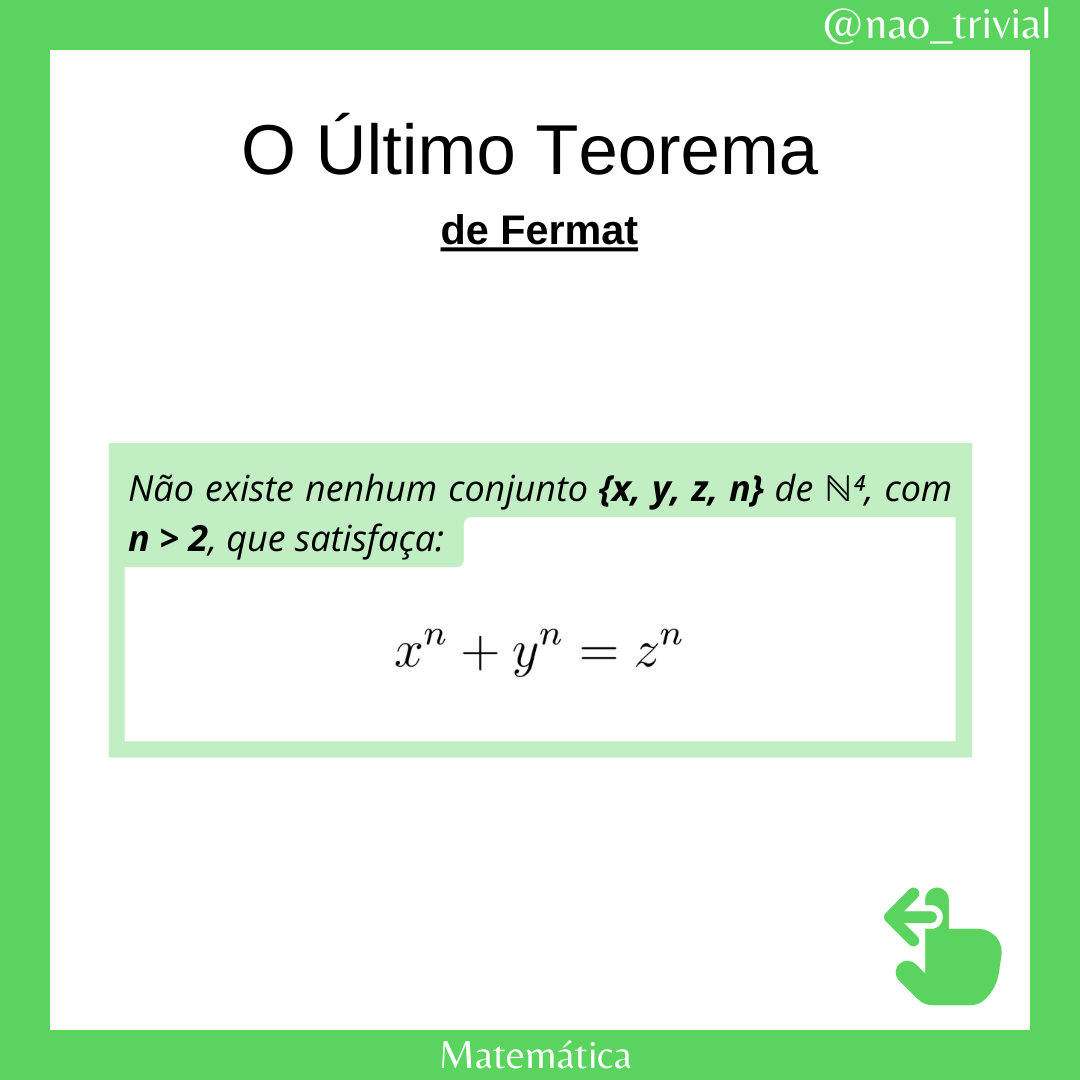 @nao_trivial
O Último Teorema
de Fermat
Não existe nenhum conjunto {x, y, z, n} de ℕ⁴, com
n > 2, que satisfaça:
xⁿ + yⁿ = zⁿ
Matemática